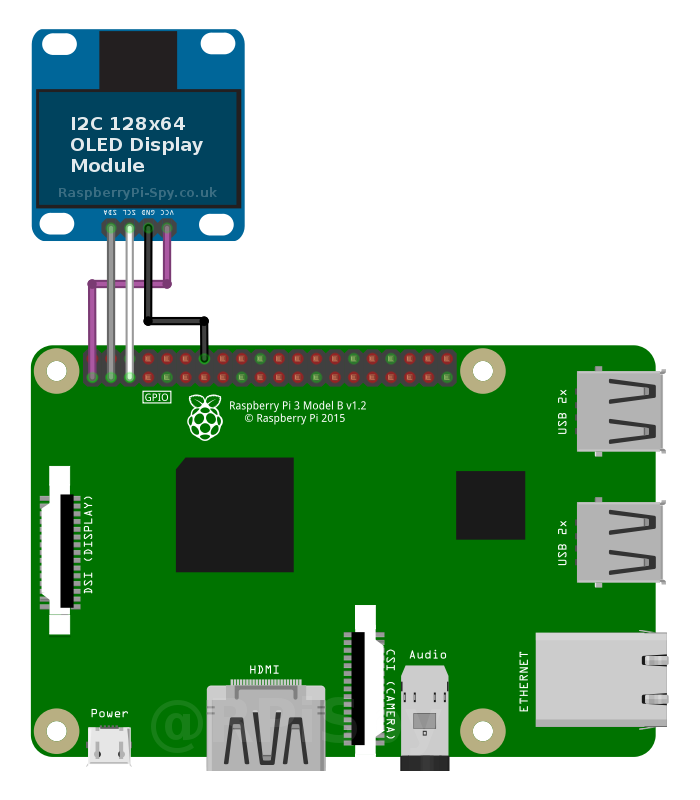 I2C 128x64
OLED Display
Module
RaspberryPi-Spy.co.uk
SDA SCL GND VCC
GPIO
Raspberry Pi 3 Model B v1.2
© Raspberry Pi 2015
USB 2x
DSI (DISPLAY)
USB 2x
HDMI
CSI (CAMERA)
Audio
ETHERNET
Power